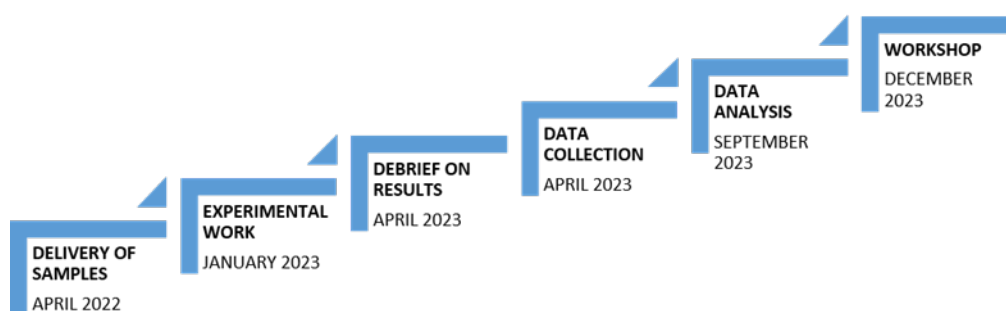 DELIVERY OF
SAMPLES
APRIL 2022
EXPERIMENTAL
WORK
JANUARY 2023
DEBRIEF ON
RESULTS
APRIL 2023
DATA
COLLECTION
APRIL 2023
DATA
ANALYSIS
SEPTEMBER
2023
WORKSHOP
DECEMBER
2023